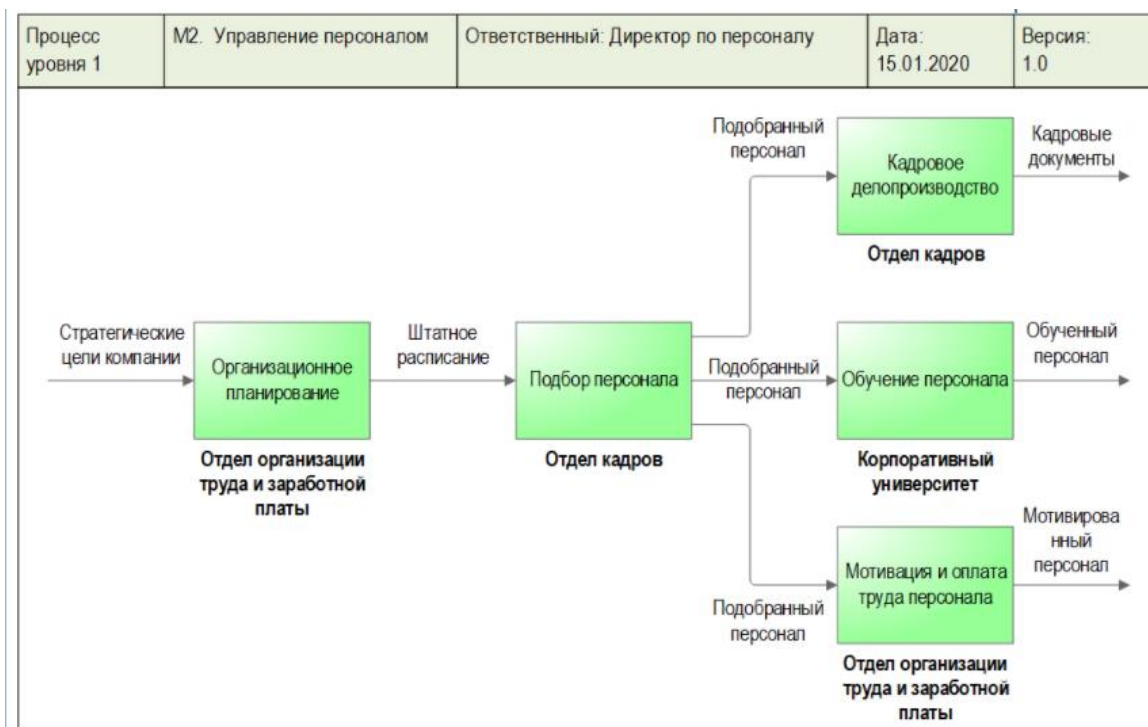 Процесс
уровня 1
М2. Управление персоналом
Ответственный: Директор по персоналу
Дата:
15.01.2020
Версия:
1.0
Подобранный
персонал
Кадровое
делопроизводство
Кадровые
документы
Отдел кадров
Стратегические
цели компании
Организационное
планирование
Отдел организации
труда и заработной
платы
Штатное
расписание
Подбор персонала
Отдел кадров
Подобранный
персонал
Обучение персонала
Обученный
персонал
Корпоративный
университет
Подобранный
персонал
Мотивация и оплата
труда персонала
Мотивирова
нный
персонал
Отдел организации
труда и заработной
платы